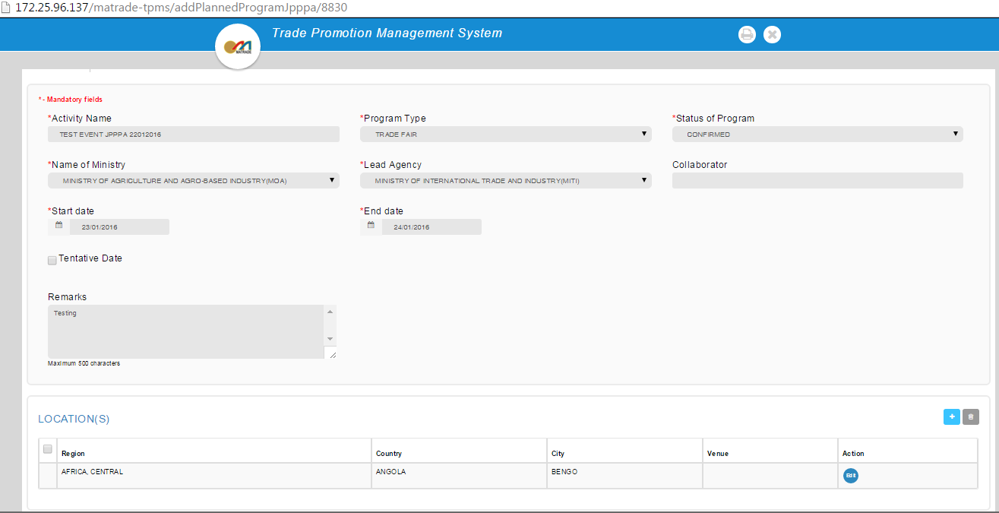 172.25.96.137/matrade-tpms/addPlannedProgramJpppa/8830
MATRADE
Trade Promotion Management System
* - Mandatory fields
*Activity Name *Program Type *Status of Program
TEST EVENT JPPPA 22012016 TRADE FAIR CONFIRMED
*Name of Ministry *Lead Agency Collaborator
MINISTRY OF AGRICULTURE AND AGRO-BASED INDUSTRY(MOA) MINISTRY OF INTERNATIONAL TRADE AND INDUSTRY(MITI)
*Start date *End date
23/01/2016 24/01/2016
Tentative Date
Remarks
Testing
Maximum 500 characters
LOCATION(S)
Region Country City Venue Action
AFRICA, CENTRAL ANGOLA BENGO Edit